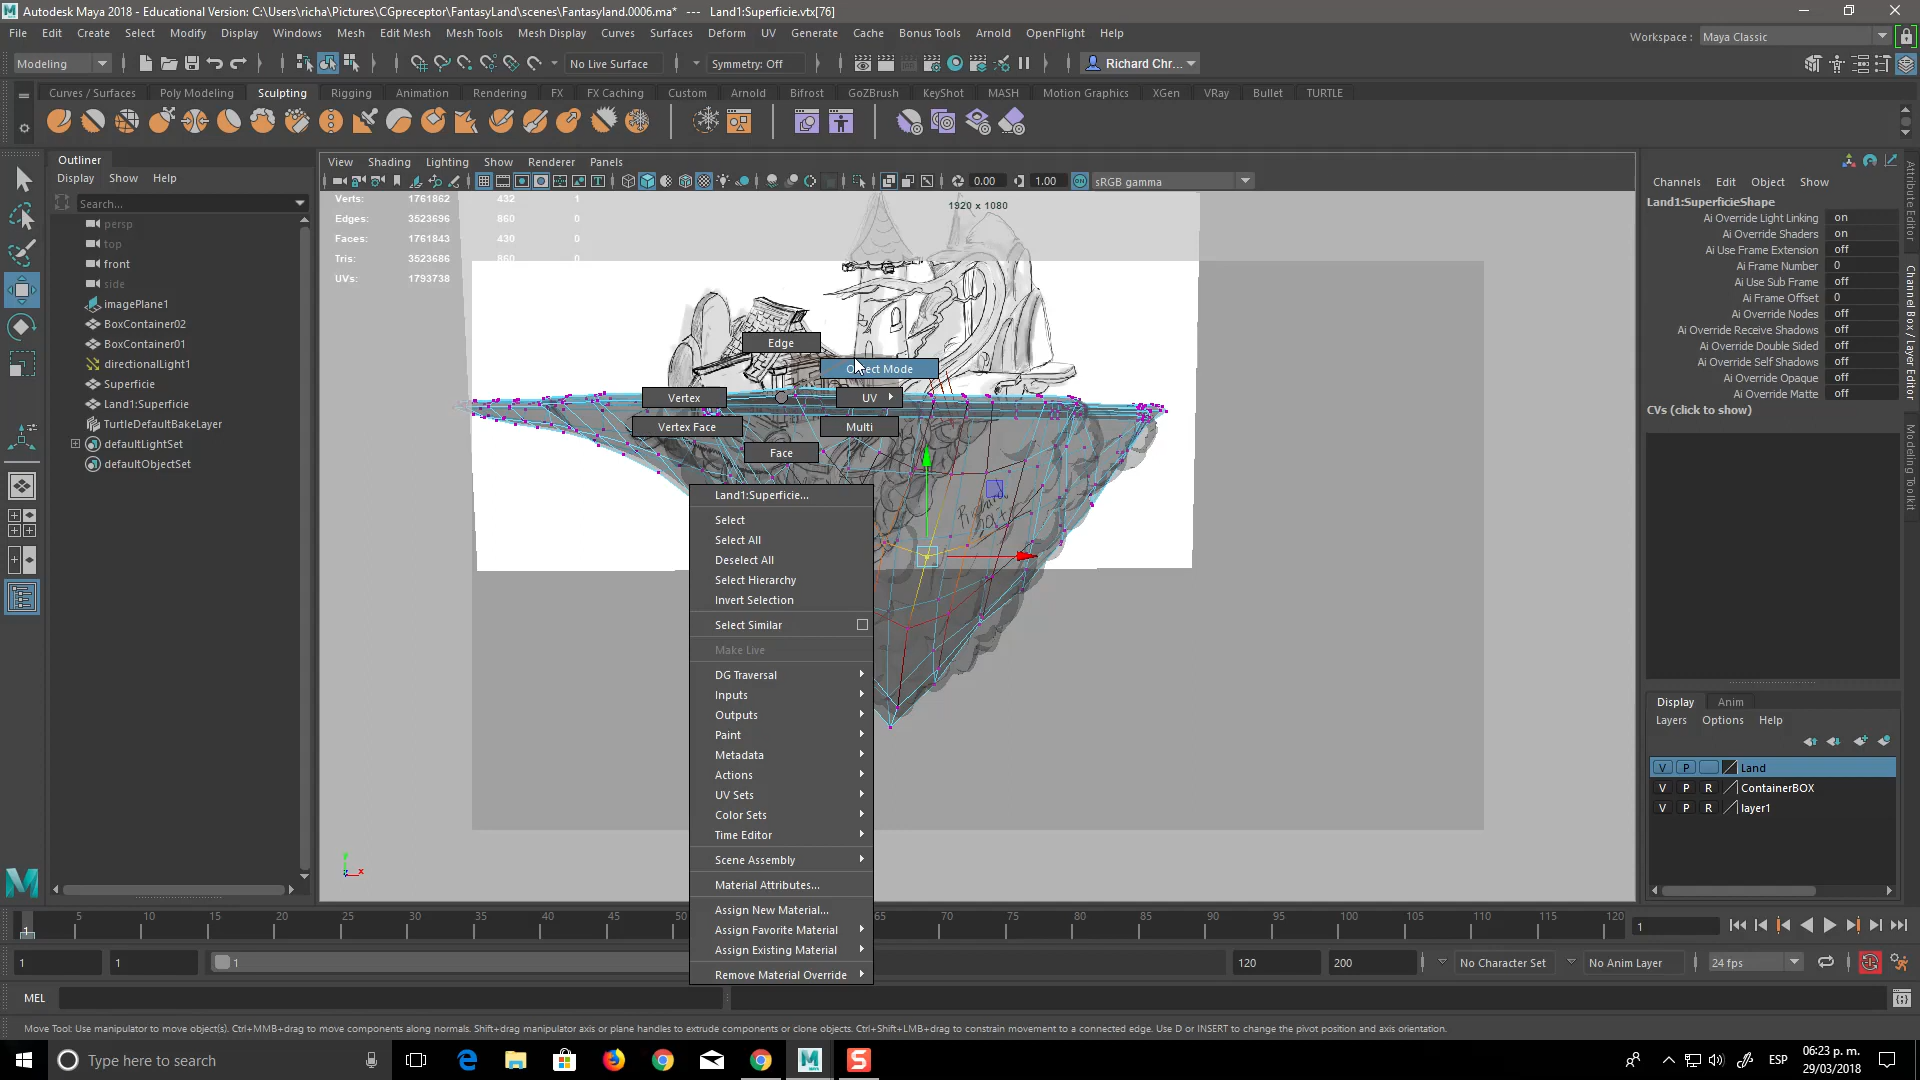 Autodesk Maya 2018 - Educational Version: C:\Users\richa\Pictures\CGpreceptor\FantasyLand\scenes\Fantasyland.0006.ma* --- Land1:Superficie.vtx[76]
File Edit Create Select Modify Display Windows Mesh Edit Mesh Mesh Tools Mesh Display Curves Surfaces Deform UV Generate Cache Bonus Tools Arnold OpenFlight Help
Workspace : Maya Classic
Modeling No Live Surface Symmetry: Off Richard Chr...
Curves / Surfaces Poly Modeling Sculpting Rigging Animation Rendering FX FX Caching Custom Arnold Bifrost GoZBrush KeyShot MASH Motion Graphics XGen VRay Bullet TURTLE
Outliner
Display Show Help
Search...
persp
top
front
side
imagePlane1
BoxContainer02
BoxContainer01
directionalLight1
Superficie
Land1:Superficie
TurtleDefaultBakeLayer
defaultLightSet
defaultObjectSet
View Shading Lighting Show Renderer Panels
0.00 1.00 ON sRGB gamma
Verts: 1761862 432 1
Edges: 3523696 860 0
Faces: 1761843 430 0
Tris: 3523686 860 0
UVs: 1793738
1920 x 1080
Edge
Object Mode
Vertex
UV
Vertex Face
Multi
Face
Land1:Superficie...
Select
Select All
Deselect All
Select Hierarchy
Invert Selection
Select Similar
Make Live
DG Traversal
Inputs
Outputs
Paint
Metadata
Actions
UV Sets
Color Sets
Time Editor
Scene Assembly
Material Attributes...
Assign New Material...
Assign Favorite Material
Assign Existing Material
Remove Material Override
Channels Edit Object Show
Land1:SuperficieShape
Ai Override Light Linking on
Ai Override Shaders on
Ai Use Frame Extension off
Ai Frame Number 0
Ai Use Sub Frame off
Ai Frame Offset 0
Ai Override Nodes off
Ai Override Receive Shadows off
Ai Override Double Sided off
Ai Override Self Shadows off
Ai Override Opaque off
Ai Override Matte off
CVs (click to show)
Attribute Editor
Channel Box / Layer Editor
Modeling Toolkit
Display Anim
Layers Options Help
V P Land
V P R ContainerBOX
V P R layer1
5 10 15 20 25 30 35 40 45 50 65 70 75 80 85 90 95 100 105 110 115 120
1 1
1 1 1 120 200 No Character Set No Anim Layer 24 fps
MEL
Move Tool: Use manipulator to move object(s). Ctrl+MMB+drag to move components along normals. Shift+drag manipulator axis or plane handles to extrude components or clone objects. Ctrl+Shift+LMB+drag to constrain movement to a connected edge. Use D or INSERT to change the pivot position and axis orientation.
Type here to search
ESP
06:23 p. m.
29/03/2018